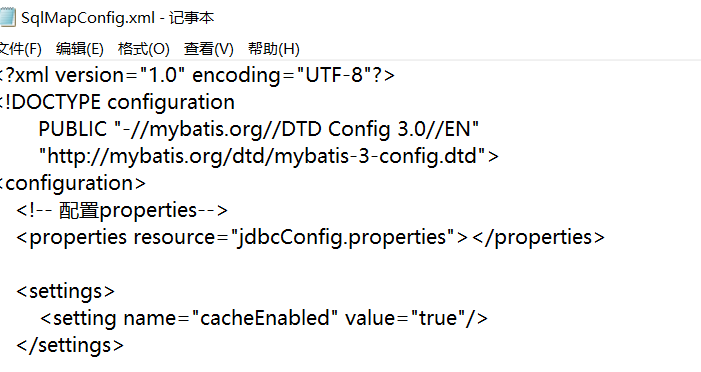 SqlMapConfig.xml - 记事本
文件(F) 编辑(E) 格式(O) 查看(V) 帮助(H)
<?xml version="1.0" encoding="UTF-8"?>
<!DOCTYPE configuration
PUBLIC "-//mybatis.org//DTD Config 3.0//EN"
"http://mybatis.org/dtd/mybatis-3-config.dtd">
<configuration>
<!-- 配置properties-->
<properties resource="jdbcConfig.properties"></properties>
<settings>
<setting name="cacheEnabled" value="true"/>
</settings>